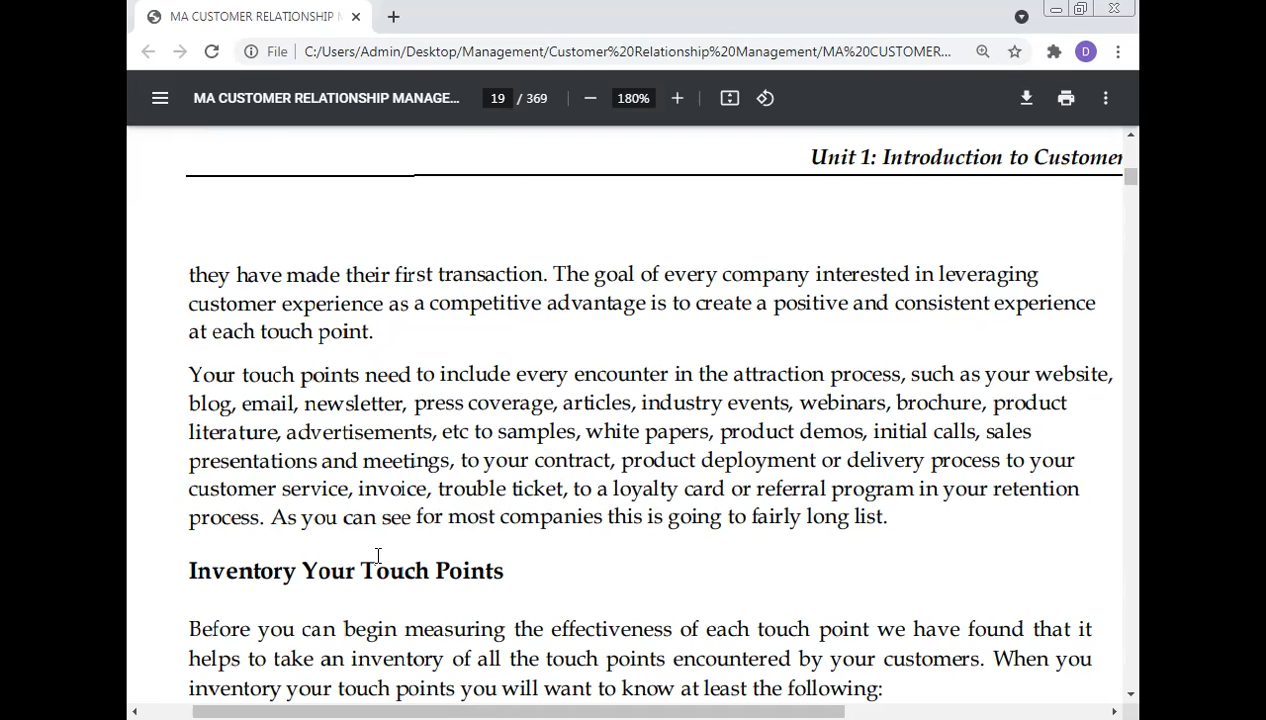 MA CUSTOMER RELATIONSHIP M
File C:/Users/Admin/Desktop/Management/Customer%20Relationship%20Management/MA%20CUSTOMER...
D
MA CUSTOMER RELATIONSHIP MANAGE... 19 / 369 180%
Unit 1: Introduction to Customer
they have made their first transaction. The goal of every company interested in leveraging
customer experience as a competitive advantage is to create a positive and consistent experience
at each touch point.
Your touch points need to include every encounter in the attraction process, such as your website,
blog, email, newsletter, press coverage, articles, industry events, webinars, brochure, product
literature, advertisements, etc to samples, white papers, product demos, initial calls, sales
presentations and meetings, to your contract, product deployment or delivery process to your
customer service, invoice, trouble ticket, to a loyalty card or referral program in your retention
process. As you can see for most companies this is going to fairly long list.
Inventory Your Touch Points
Before you can begin measuring the effectiveness of each touch point we have found that it
helps to take an inventory of all the touch points encountered by your customers. When you
inventory your touch points you will want to know at least the following: